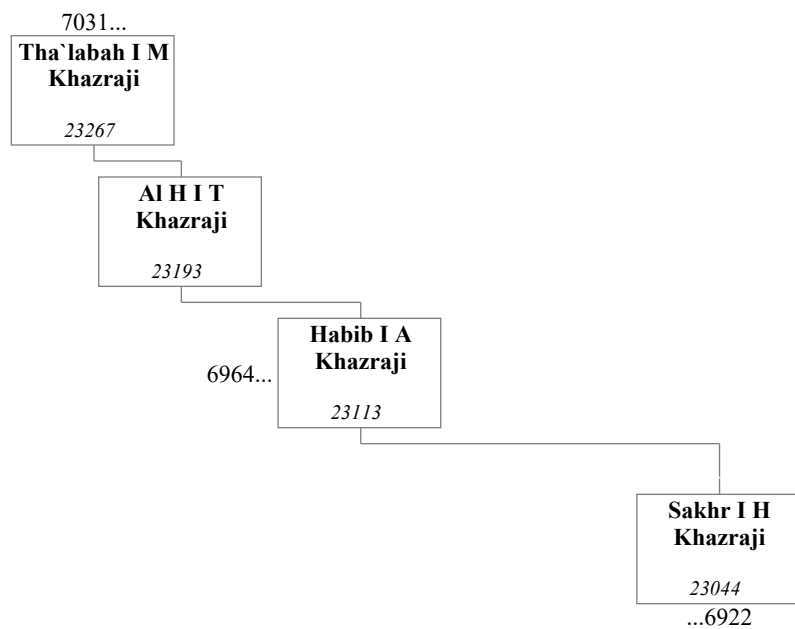 7031...
Tha`labah I M
Khazraji
23267
Al H I T
Khazraji
23193
Habib I A
Khazraji
6964...
23113
Sakhr I H
Khazraji
23044
...6922